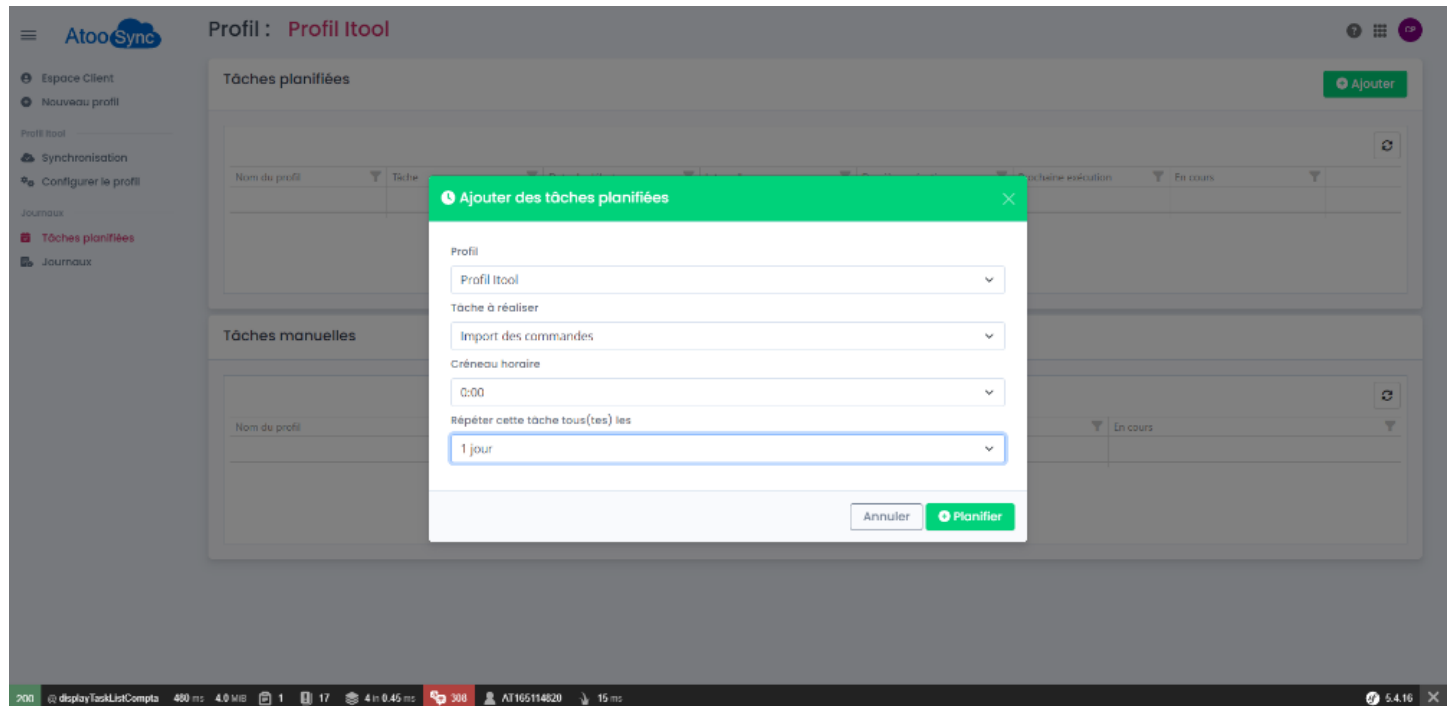 AtooSync
Profil : Profil Itool
CP
Espace Client
Nouveau profil
Profil Itool
Synchronisation
Configurer le profil
Journaux
Tâches planifiées
Journaux
Tâches planifiées
Ajouter
Nom du profil Tâche Prochaine exécution En cours
Ajouter des tâches planifiées
Profil
Profil Itool
Tâche à réaliser
Import des commandes
Créneau horaire
0:00
Répéter cette tâche tous(tes) les
1 jour
Annuler Planifier
Tâches manuelles
Nom du profil En cours
200 @ displayTaskListCompta 480 ms 4.0 MiB 1 17 4 in 0.45 ms 308 AT165114820 15 ms 5.4.16